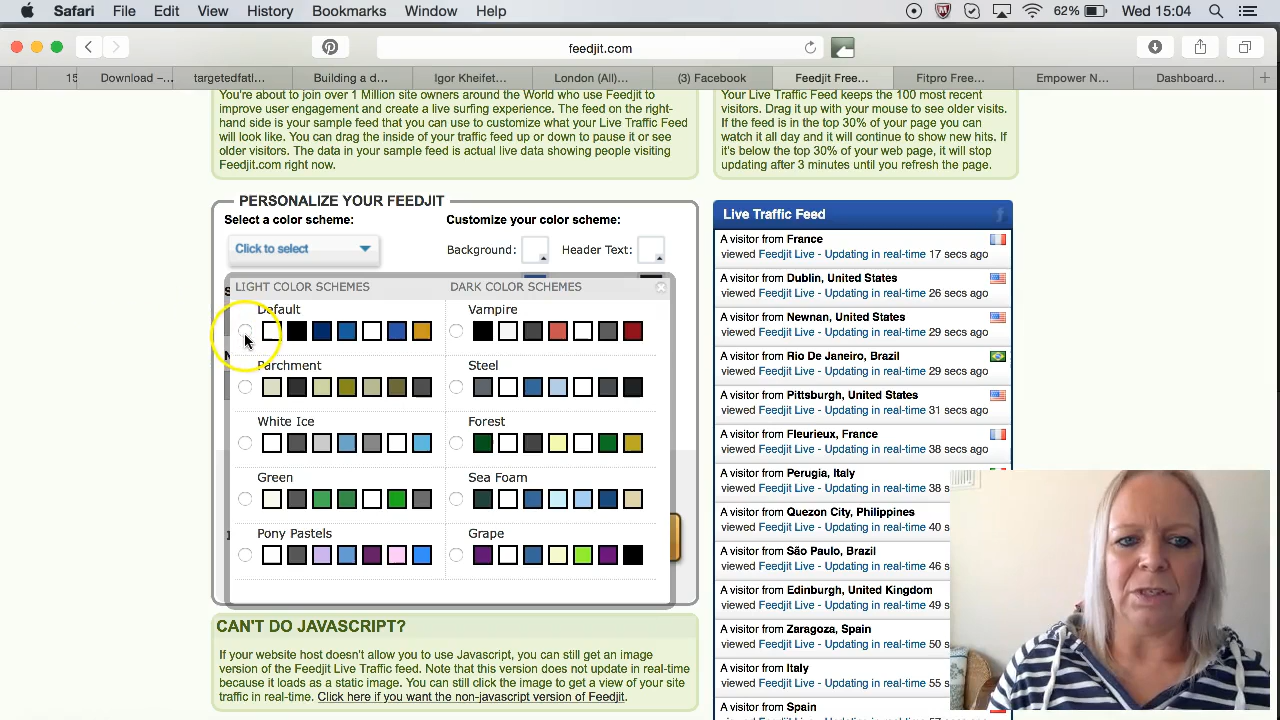 Safari File Edit View History Bookmarks Window Help 62% Wed 15:04
feedjit.com
15 Download –... targetedfatl... Building a d... Igor Kheifet... London (All)... (3) Facebook Feedjit Free... Fitpro Free... Empower N... Dashboard...
You're about to join over 1 Million site owners around the World who use Feedjit to
improve user engagement and create a live surfing experience. The feed on the right-
hand side is your sample feed that you can use to customize what your Live Traffic Feed
will look like. You can drag the inside of your traffic feed up or down to pause it or see
older visitors. The data in your sample feed is actual live data showing people visiting
Feedjit.com right now.
Your Live Traffic Feed keeps the 100 most recent
visitors. Drag it up with your mouse to see older visits.
If the feed is in the top 30% of your page you can
watch it all day and it will continue to show new hits. If
it's below the top 30% of your web page, it will stop
updating after 3 minutes until you refresh the page.
PERSONALIZE YOUR FEEDJIT
Select a color scheme:
Click to select
Customize your color scheme:
Background: Header Text:
LIGHT COLOR SCHEMES
Default
Parchment
White Ice
Green
Pony Pastels
DARK COLOR SCHEMES
Vampire
Steel
Forest
Sea Foam
Grape
CAN'T DO JAVASCRIPT?
If your website host doesn't allow you to use Javascript, you can still get an image
version of the Feedjit Live Traffic feed. Note that this version does not update in real-time
because it loads as a static image. You can still click the image to get a view of your site
traffic in real-time. Click here if you want the non-javascript version of Feedjit.
Live Traffic Feed
A visitor from France
viewed Feedjit Live - Updating in real-time 17 secs ago
A visitor from Dublin, United States
viewed Feedjit Live - Updating in real-time 26 secs ago
A visitor from Newnan, United States
viewed Feedjit Live - Updating in real-time 29 secs ago
A visitor from Rio De Janeiro, Brazil
viewed Feedjit Live - Updating in real-time 29 secs ago
A visitor from Pittsburgh, United States
viewed Feedjit Live - Updating in real-time 31 secs ago
A visitor from Fleurieux, France
viewed Feedjit Live - Updating in real-time 38 secs ago
A visitor from Perugia, Italy
viewed Feedjit Live - Updating in real-time 38 s
A visitor from Quezon City, Philippines
viewed Feedjit Live - Updating in real-time 40 s
A visitor from São Paulo, Brazil
viewed Feedjit Live - Updating in real-time 46 s
A visitor from Edinburgh, United Kingdom
viewed Feedjit Live - Updating in real-time 49 s
A visitor from Zaragoza, Spain
viewed Feedjit Live - Updating in real-time 50 s
A visitor from Italy
viewed Feedjit Live - Updating in real-time 55 s
A visitor from Spain